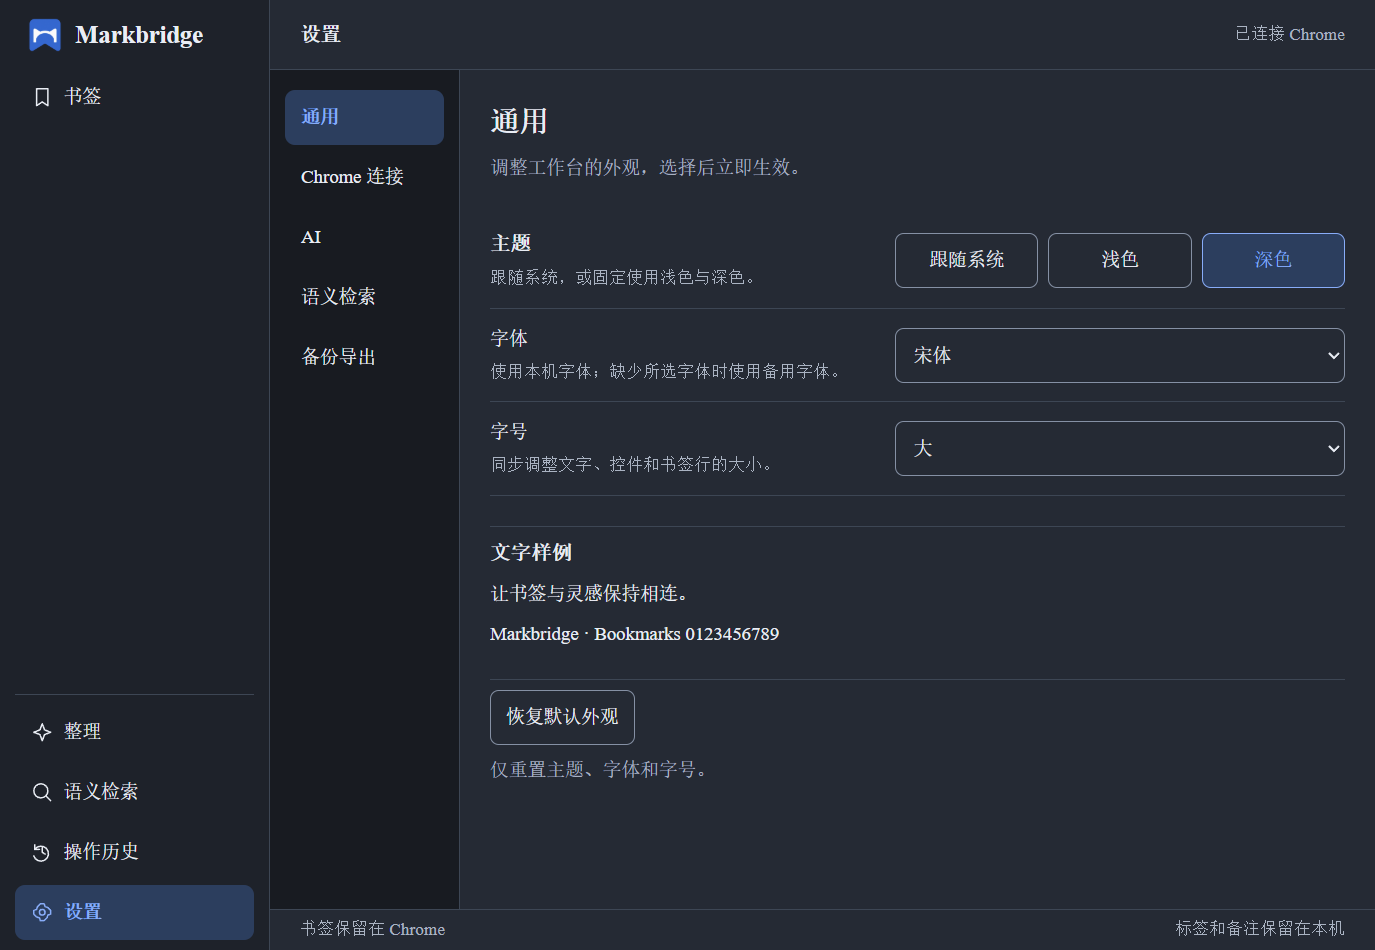 Markbridge
书签
整理
语义检索
操作历史
设置
设置
已连接 Chrome
通用
Chrome 连接
AI
语义检索
备份导出
通用
调整工作台的外观，选择后立即生效。
主题
跟随系统，或固定使用浅色与深色。
跟随系统
浅色
深色
字体
使用本机字体；缺少所选字体时使用备用字体。
宋体
字号
同步调整文字、控件和书签行的大小。
大
文字样例
让书签与灵感保持相连。
Markbridge · Bookmarks 0123456789
恢复默认外观
仅重置主题、字体和字号。
书签保留在 Chrome
标签和备注保留在本机